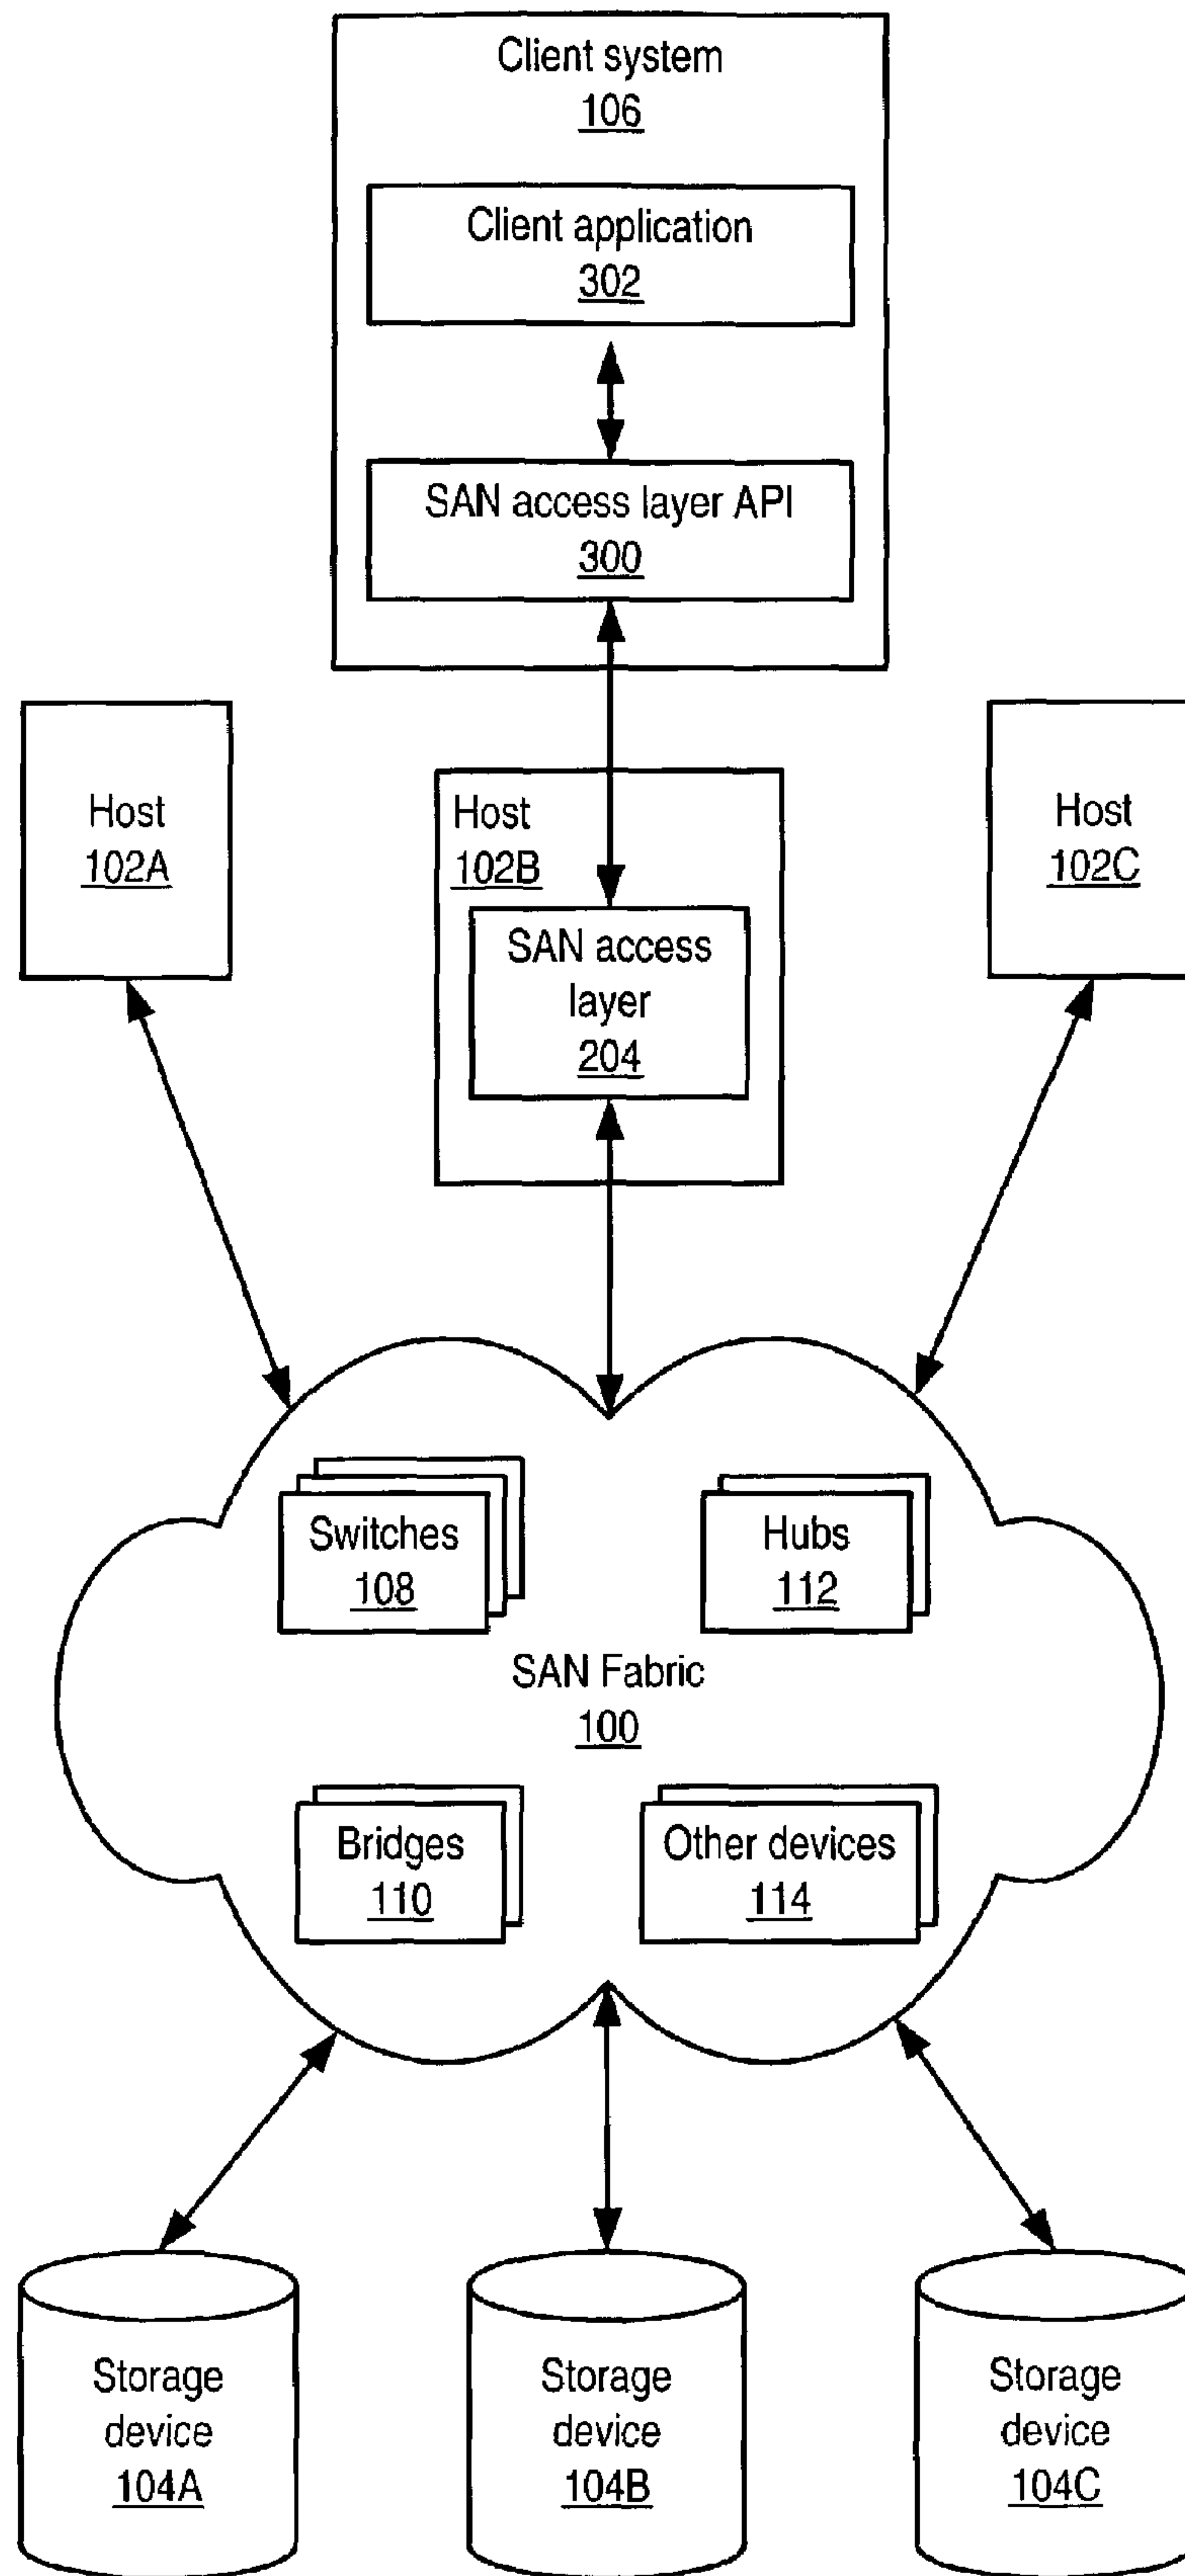 Client system
106
Client application
302
SAN access layer API
300
Host
102A
Host
102B
SAN access
layer
204
Host
102C
Switches
108
Hubs
112
SAN Fabric
100
Bridges
110
Other devices
114
Storage
device
104A
Storage
device
104B
Storage
device
104C